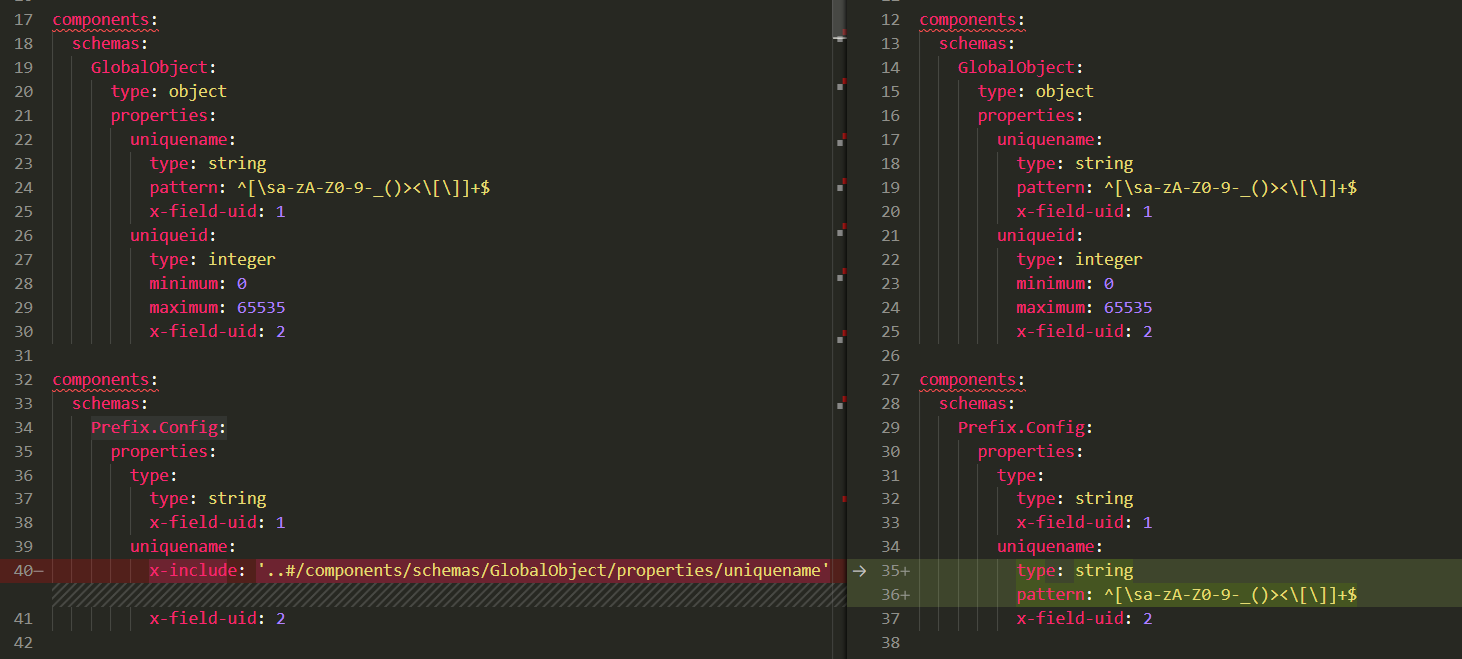 17 components:
18   schemas:
19     GlobalObject:
20       type: object
21       properties:
22         uniquename:
23           type: string
24           pattern: ^[\sa-zA-Z0-9-_()><\[\]]+$
25           x-field-uid: 1
26         uniqueid:
27           type: integer
28           minimum: 0
29           maximum: 65535
30           x-field-uid: 2
31
32 components:
33   schemas:
34     Prefix.Config:
35       properties:
36         type:
37           type: string
38           x-field-uid: 1
39         uniquename:
40−           x-include: '..#/components/schemas/GlobalObject/properties/uniquename'
41           x-field-uid: 2
42
12 components:
13   schemas:
14     GlobalObject:
15       type: object
16       properties:
17         uniquename:
18           type: string
19           pattern: ^[\sa-zA-Z0-9-_()><\[\]]+$
20           x-field-uid: 1
21         uniqueid:
22           type: integer
23           minimum: 0
24           maximum: 65535
25           x-field-uid: 2
26
27 components:
28   schemas:
29     Prefix.Config:
30       properties:
31         type:
32           type: string
33           x-field-uid: 1
34         uniquename:
→ 35+           type: string
36+           pattern: ^[\sa-zA-Z0-9-_()><\[\]]+$
37           x-field-uid: 2
38